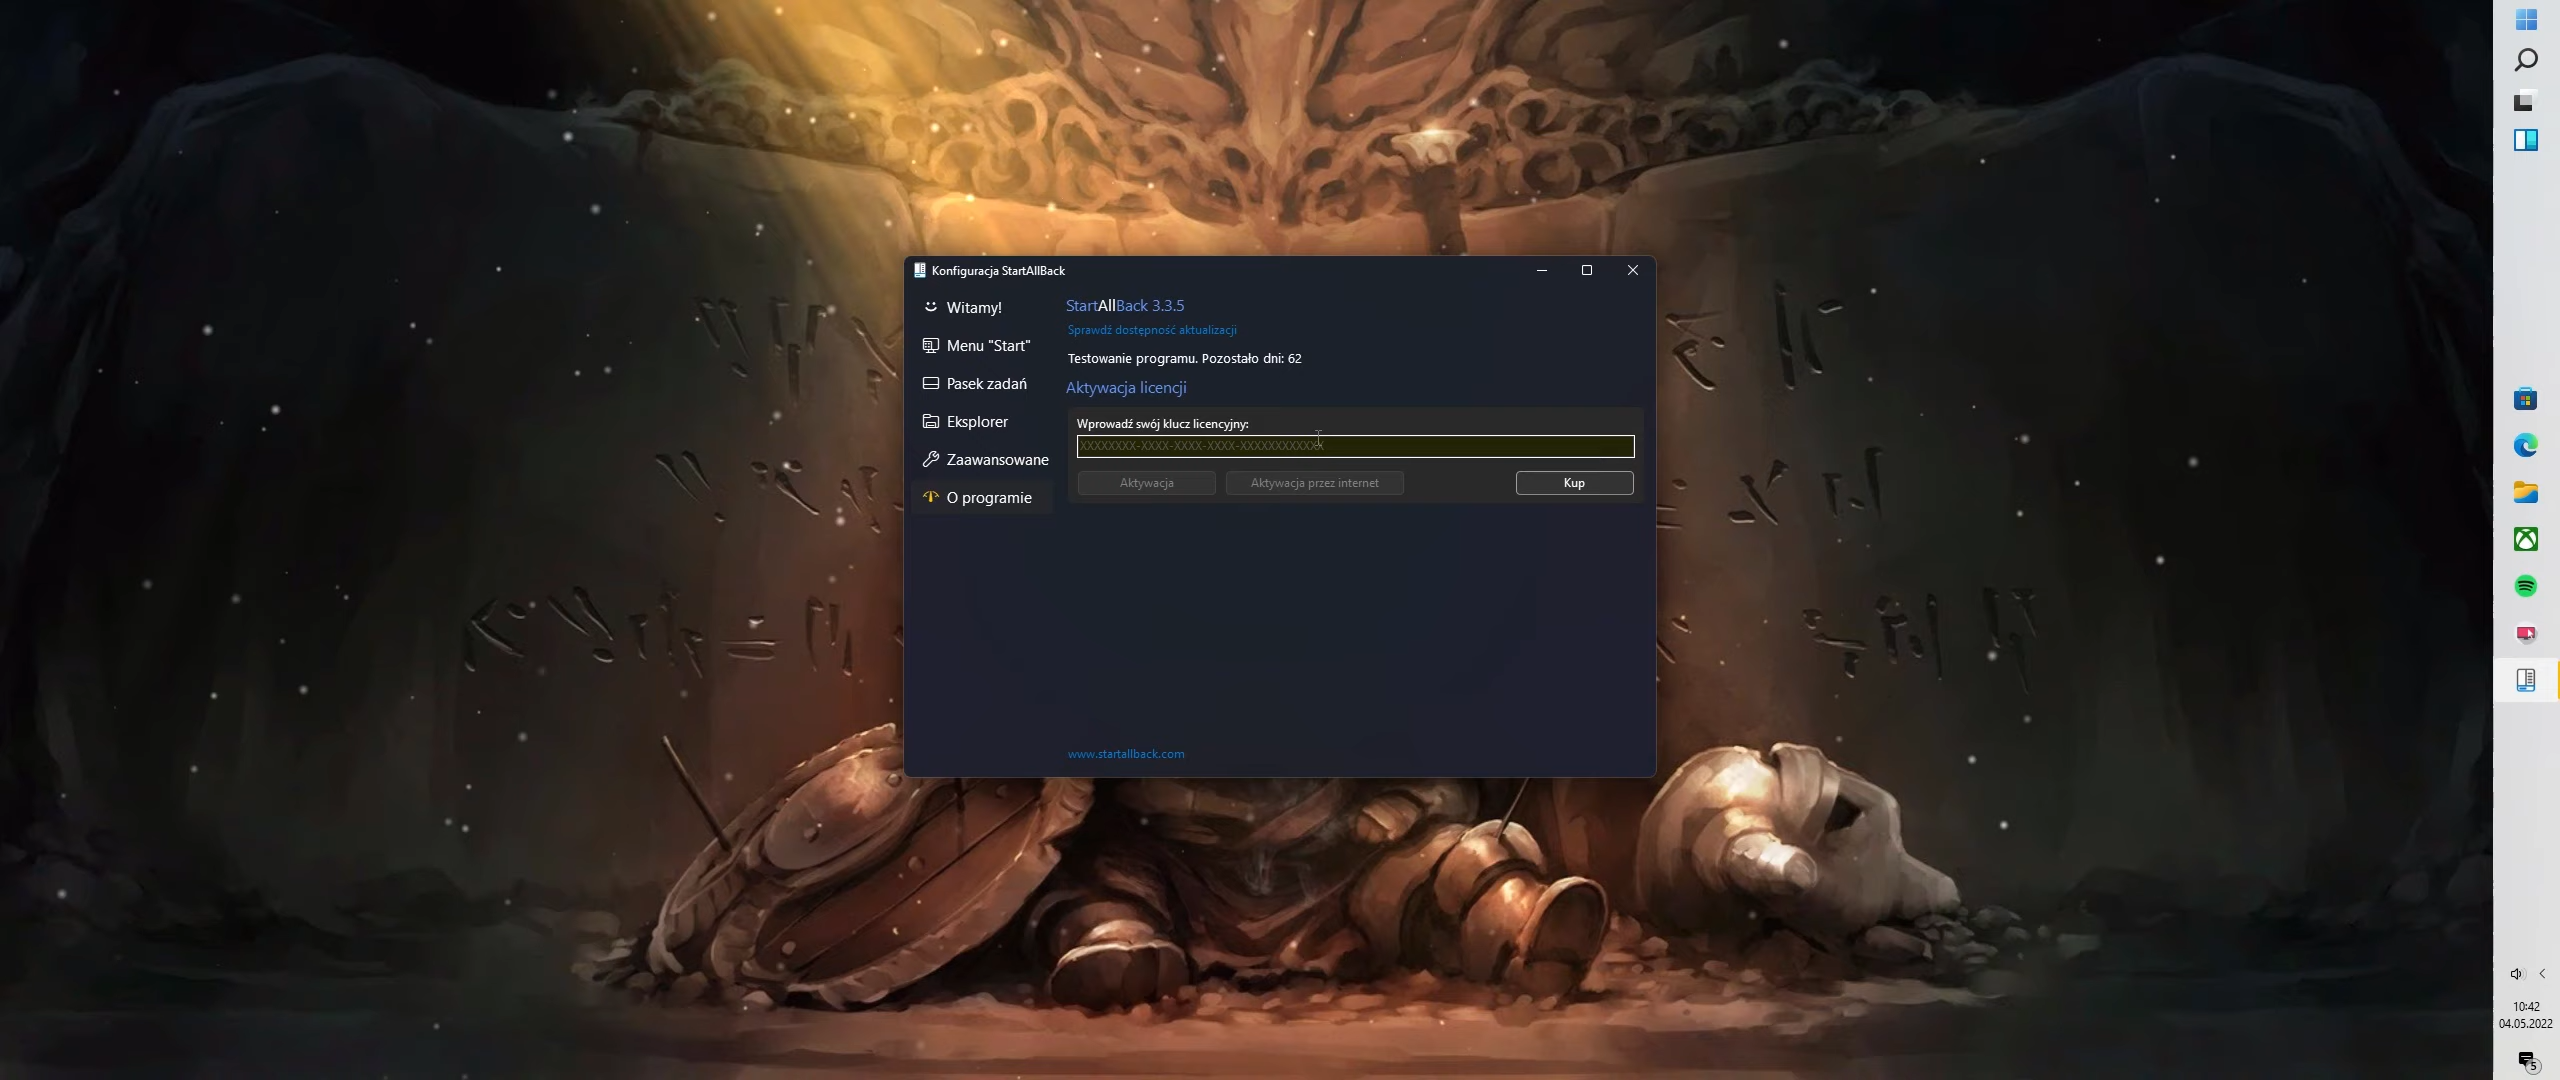 Konfiguracja StartAllBack
Witamy!
Menu "Start"
Pasek zadań
Eksplorer
Zaawansowane
O programie
StartAllBack 3.3.5
Sprawdź dostępność aktualizacji
Testowanie programu. Pozostało dni: 62
Aktywacja licencji
Wprowadź swój klucz licencyjny:
XXXXXXXX-XXXX-XXXX-XXXX-XXXXXXXXXXXX
Aktywacja
Aktywacja przez internet
Kup
www.startallback.com
10:42
04.05.2022
5